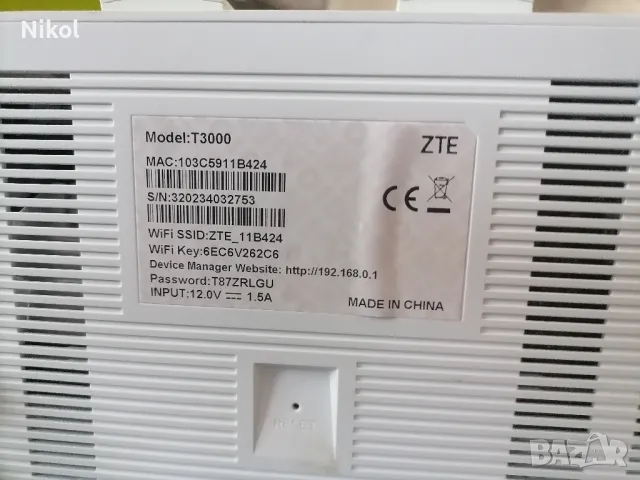 Nikol
Model:T3000
ZTE
MAC:103C5911B424
S/N:320234032753
CE
WiFi SSID:ZTE_11B424
WiFi Key:6EC6V262C6
Device Manager Website: http://192.168.0.1
Password:T87ZRLGU
INPUT:12.0V ⎓ 1.5A
MADE IN CHINA
RESET
BAZAR